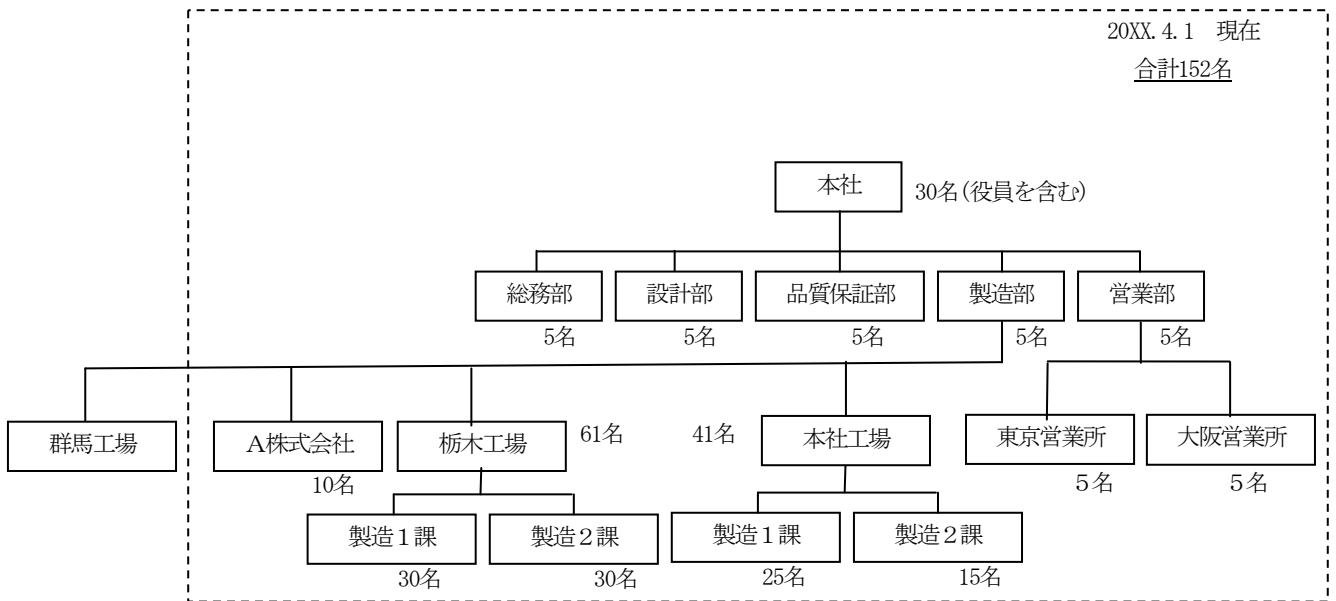 20XX.4.1　現在
合計152名
本社
30名(役員を含む)
総務部
設計部
品質保証部
製造部
営業部
5名
5名
5名
5名
5名
群馬工場
A株式会社
栃木工場
61名
41名
本社工場
東京営業所
大阪営業所
10名
５名
５名
製造１課
製造２課
製造１課
製造２課
30名
30名
25名
15名